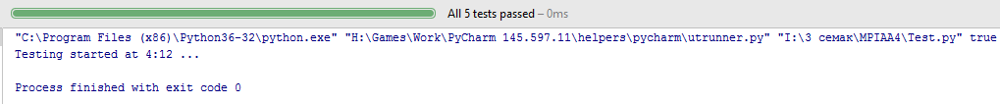 All 5 tests passed – 0ms
"C:\Program Files (x86)\Python36-32\python.exe" "H:\Games\Work\PyCharm 145.597.11\helpers\pycharm\utrunner.py" "I:\3 семак\MPIAA4\Test.py" true
Testing started at 4:12 ...
Process finished with exit code 0